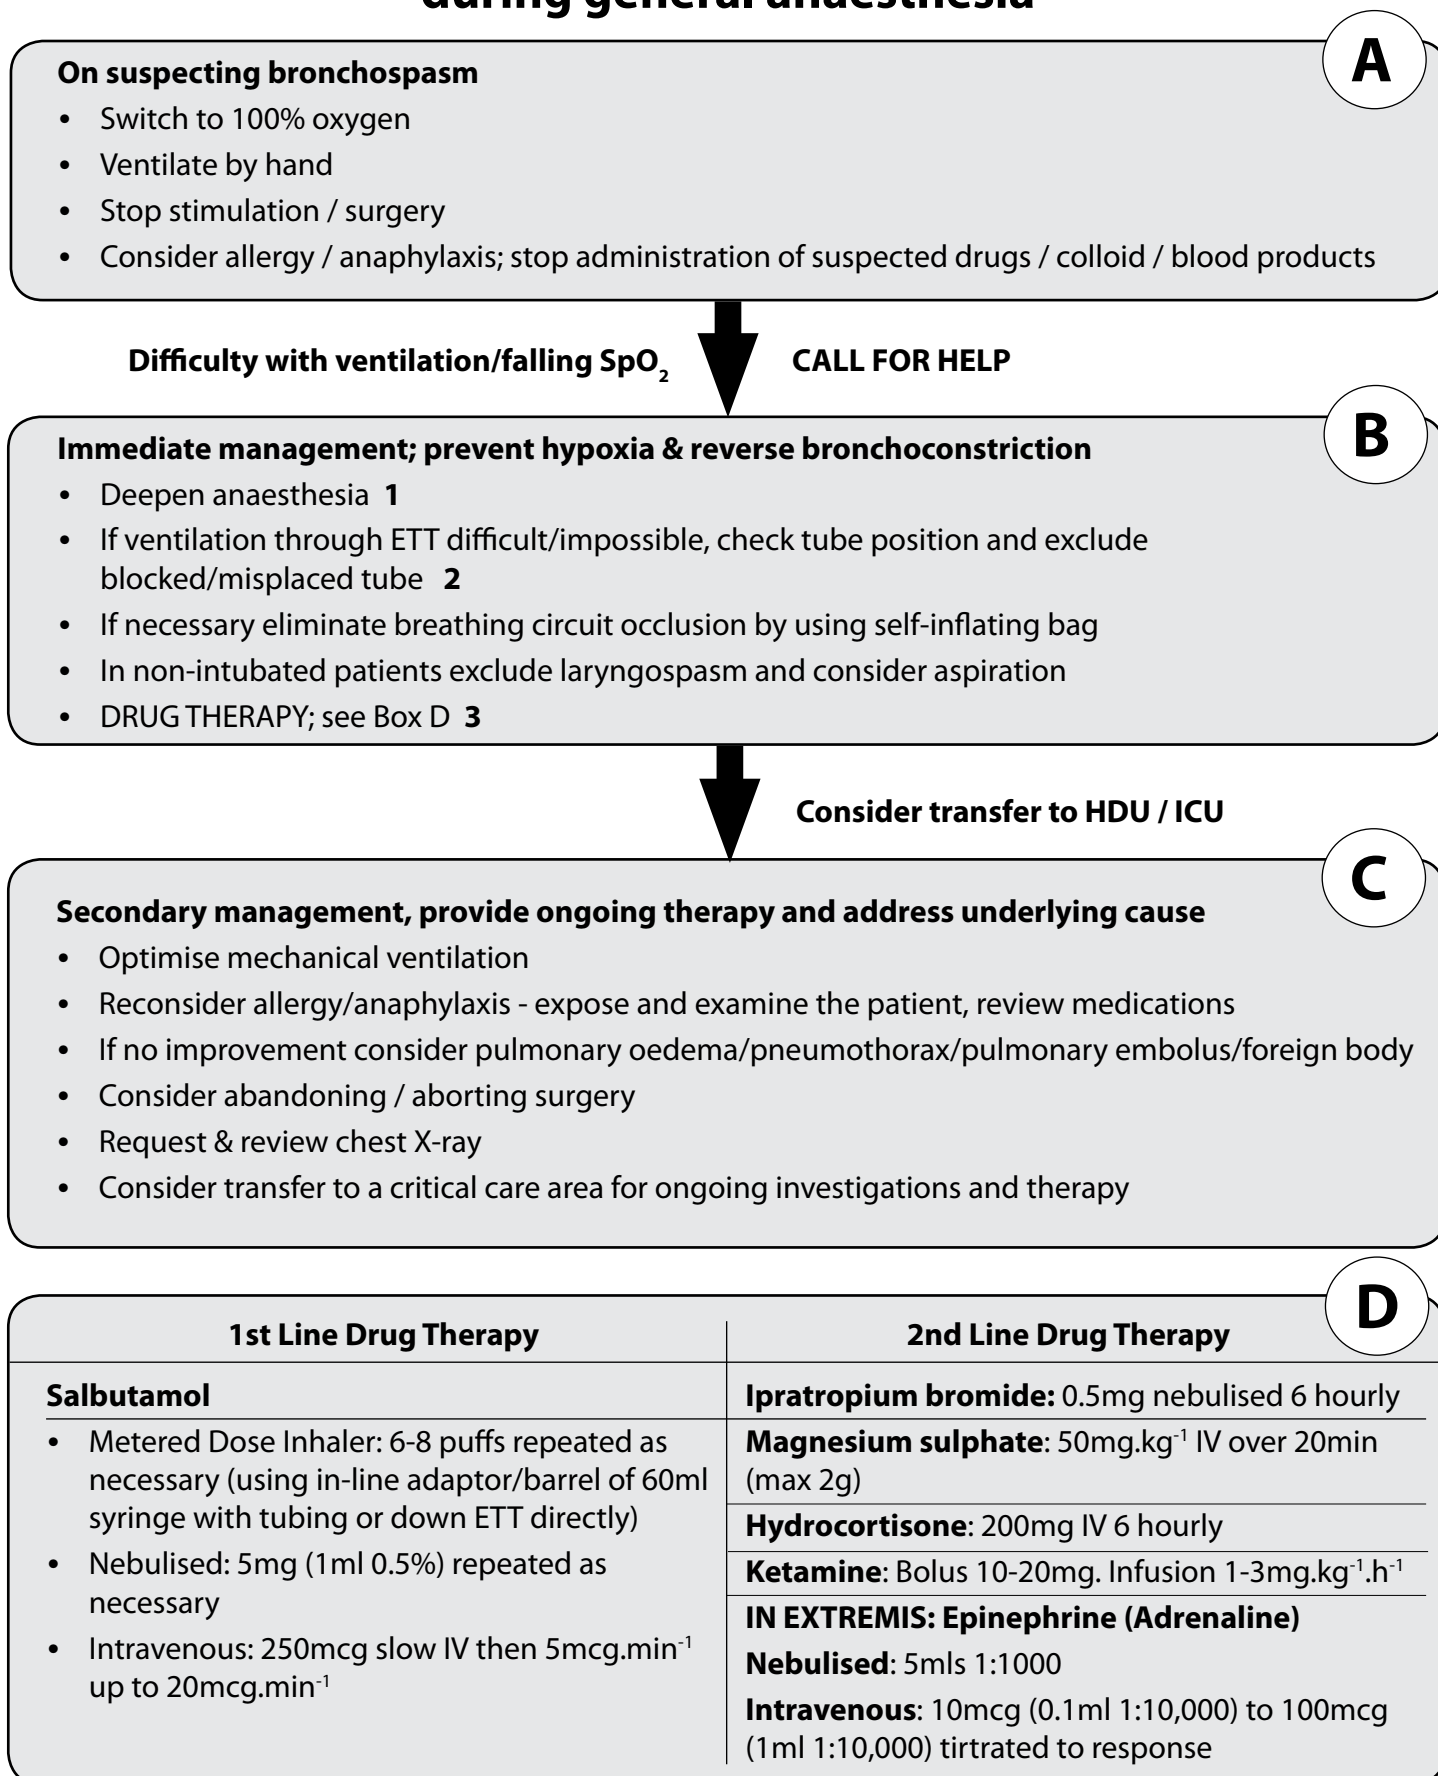 during general anaesthesia
A
On suspecting bronchospasm
• Switch to 100% oxygen
• Ventilate by hand
• Stop stimulation / surgery
• Consider allergy / anaphylaxis; stop administration of suspected drugs / colloid / blood products
Difficulty with ventilation/falling SpO₂
CALL FOR HELP
B
Immediate management; prevent hypoxia & reverse bronchoconstriction
• Deepen anaesthesia 1
• If ventilation through ETT difficult/impossible, check tube position and exclude
blocked/misplaced tube 2
• If necessary eliminate breathing circuit occlusion by using self-inflating bag
• In non-intubated patients exclude laryngospasm and consider aspiration
• DRUG THERAPY; see Box D 3
Consider transfer to HDU / ICU
C
Secondary management, provide ongoing therapy and address underlying cause
• Optimise mechanical ventilation
• Reconsider allergy/anaphylaxis - expose and examine the patient, review medications
• If no improvement consider pulmonary oedema/pneumothorax/pulmonary embolus/foreign body
• Consider abandoning / aborting surgery
• Request & review chest X-ray
• Consider transfer to a critical care area for ongoing investigations and therapy
D
1st Line Drug Therapy
Salbutamol
• Metered Dose Inhaler: 6-8 puffs repeated as
necessary (using in-line adaptor/barrel of 60ml
syringe with tubing or down ETT directly)
• Nebulised: 5mg (1ml 0.5%) repeated as
necessary
• Intravenous: 250mcg slow IV then 5mcg.min⁻¹
up to 20mcg.min⁻¹
2nd Line Drug Therapy
Ipratropium bromide: 0.5mg nebulised 6 hourly
Magnesium sulphate: 50mg.kg⁻¹ IV over 20min
(max 2g)
Hydrocortisone: 200mg IV 6 hourly
Ketamine: Bolus 10-20mg. Infusion 1-3mg.kg⁻¹.h⁻¹
IN EXTREMIS: Epinephrine (Adrenaline)
Nebulised: 5mls 1:1000
Intravenous: 10mcg (0.1ml 1:10,000) to 100mcg
(1ml 1:10,000) tirtrated to response